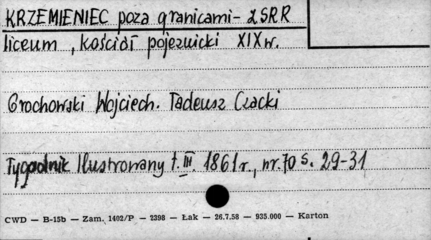 KRZEMIENIEC poza granicami - ZSRR
liceum, kościół pojezuicki XIX w.
Grochowski Wojciech. Tadeusz Czacki
Tygodnik Ilustrowany t. III. 1861 r., nr. 70 s. 29-31
CWD — B-15b — Zam. 1402/P — 2398 — Łak — 26.7.58 — 935.000 — Karton